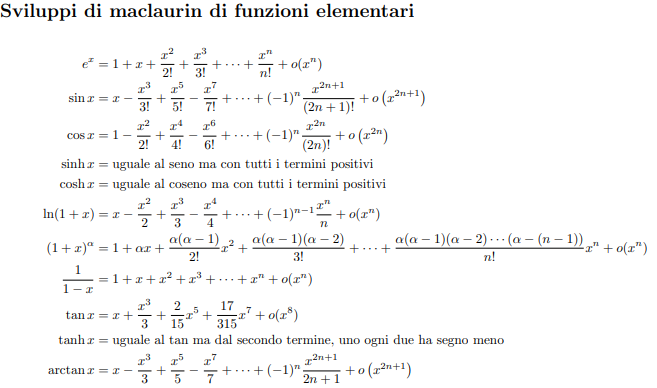 Sviluppi di maclaurin di funzioni elementari
e^x = 1 + x + x^2/2! + x^3/3! + ··· + x^n/n! + o(x^n)
sin x = x − x^3/3! + x^5/5! − x^7/7! + ··· + (−1)^n x^{2n+1}/(2n + 1)! + o(x^{2n+1})
cos x = 1 − x^2/2! + x^4/4! − x^6/6! + ··· + (−1)^n x^{2n}/(2n)! + o(x^{2n})
sinh x = uguale al seno ma con tutti i termini positivi
cosh x = uguale al coseno ma con tutti i termini positivi
ln(1 + x) = x − x^2/2 + x^3/3 − x^4/4 + ··· + (−1)^{n−1} x^n/n + o(x^n)
(1 + x)^α = 1 + αx + α(α − 1)/2! x^2 + α(α − 1)(α − 2)/3! + ··· + α(α − 1)(α − 2)···(α − (n − 1))/n! x^n + o(x^n)
1/(1 − x) = 1 + x + x^2 + x^3 + ··· + x^n + o(x^n)
tan x = x + x^3/3 + 2/15 x^5 + 17/315 x^7 + o(x^8)
tanh x = uguale al tan ma dal secondo termine, uno ogni due ha segno meno
arctan x = x − x^3/3 + x^5/5 − x^7/7 + ··· + (−1)^n x^{2n+1}/(2n + 1) + o(x^{2n+1})